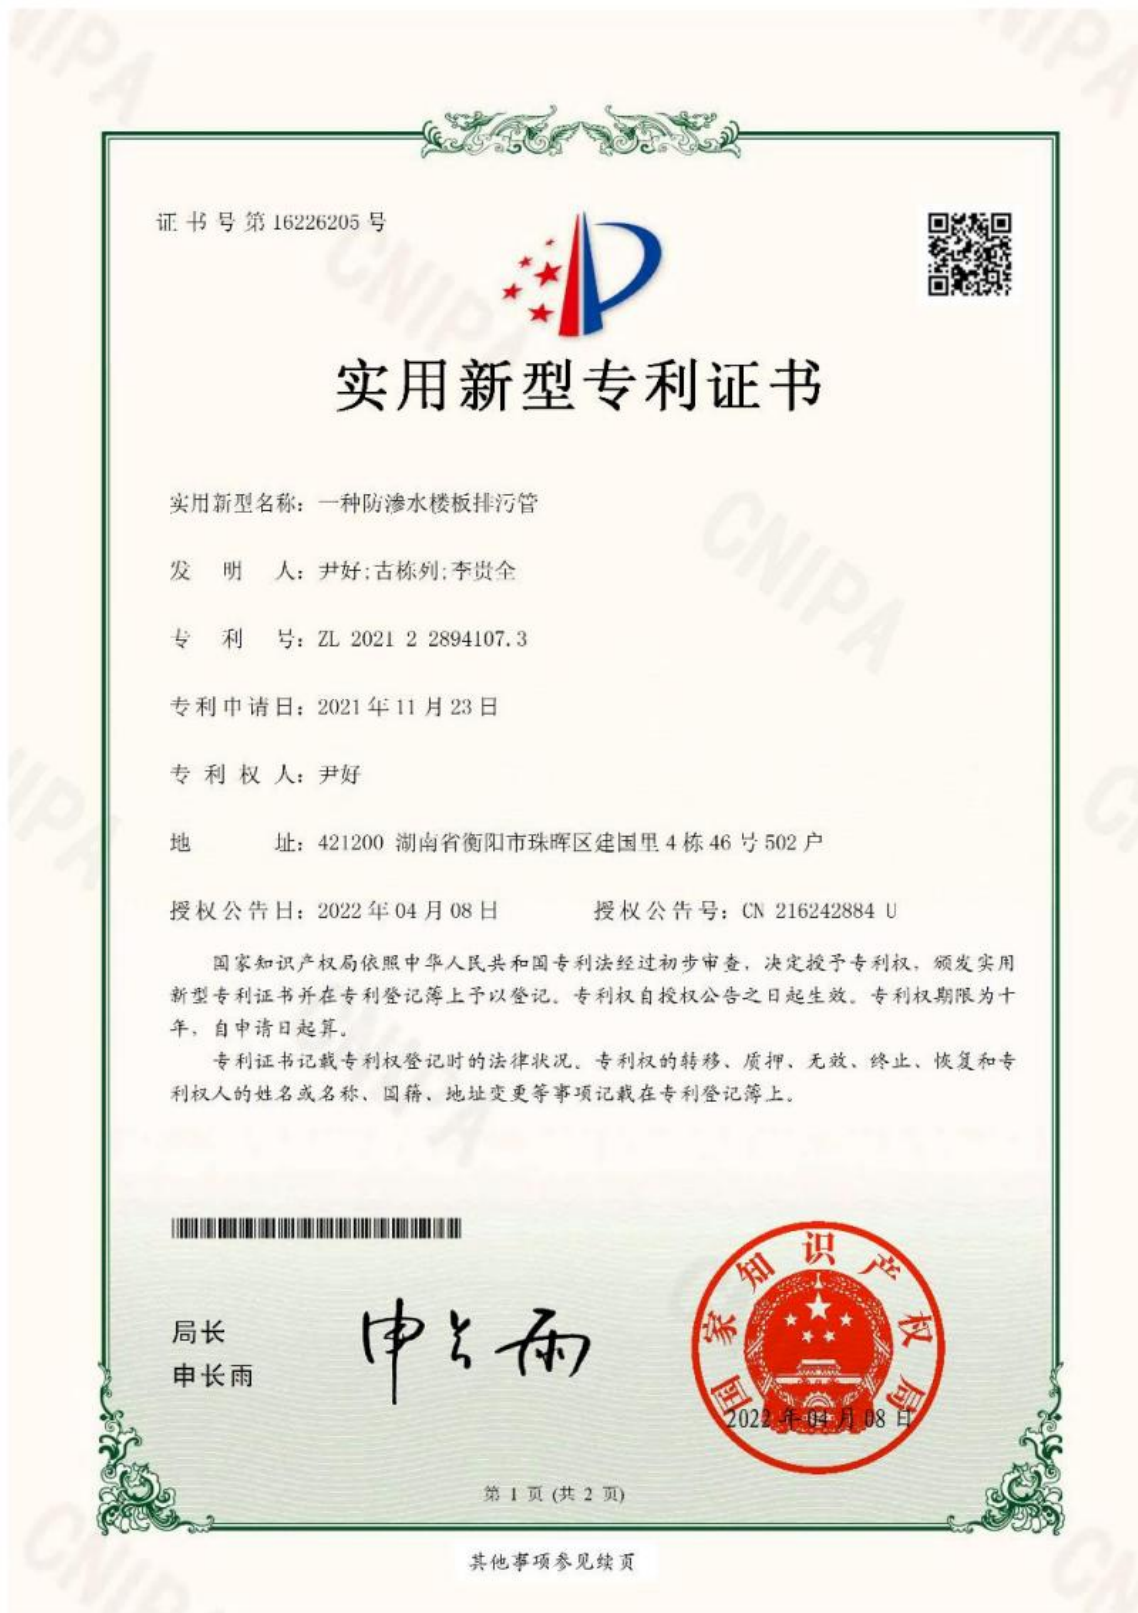 证书号第16226205号
实用新型专利证书
实用新型名称：一种防渗水楼板排污管
发明人：尹好;古栋列;李贵全
专利号：ZL 2021 2 2894107.3
专利申请日：2021年11月23日
专利权人：尹好
地址：421200 湖南省衡阳市珠晖区建国里4栋46号502户
授权公告日：2022年04月08日 授权公告号：CN 216242884 U
国家知识产权局依照中华人民共和国专利法经过初步审查，决定授予专利权，颁发实用
新型专利证书并在专利登记簿上予以登记。专利权自授权公告之日起生效。专利权期限为十
年，自申请日起算。
专利证书记载专利权登记时的法律状况。专利权的转移、质押、无效、终止、恢复和专
利权人的姓名或名称、国籍、地址变更等事项记载在专利登记簿上。
局长
申长雨
申长雨
国家知识产权局
2022年04月08日
第1页(共2页)
其他事项参见续页
CNIPA
CNIPA
CNIPA
CNIPA
CNIPA
CNIPA